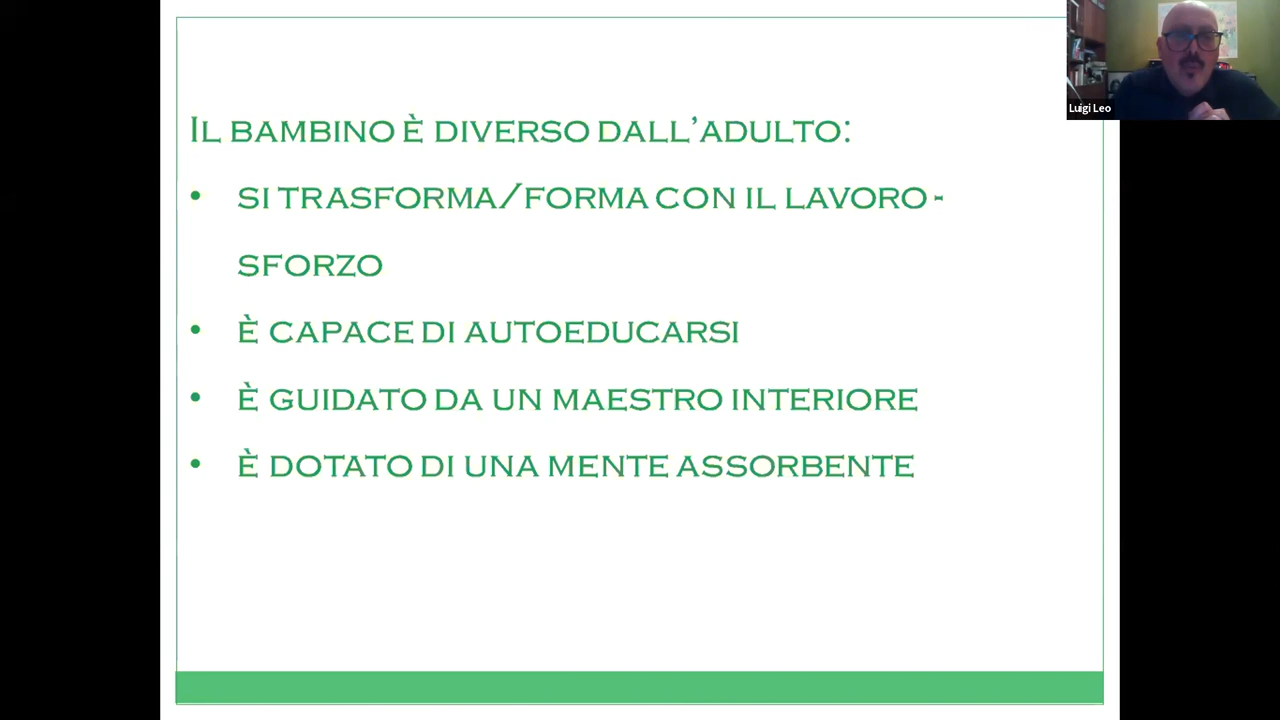 Luigi Leo
IL BAMBINO È DIVERSO DALL'ADULTO:
• SI TRASFORMA/FORMA CON IL LAVORO -
SFORZO
• È CAPACE DI AUTOEDUCARSI
• È GUIDATO DA UN MAESTRO INTERIORE
• È DOTATO DI UNA MENTE ASSORBENTE